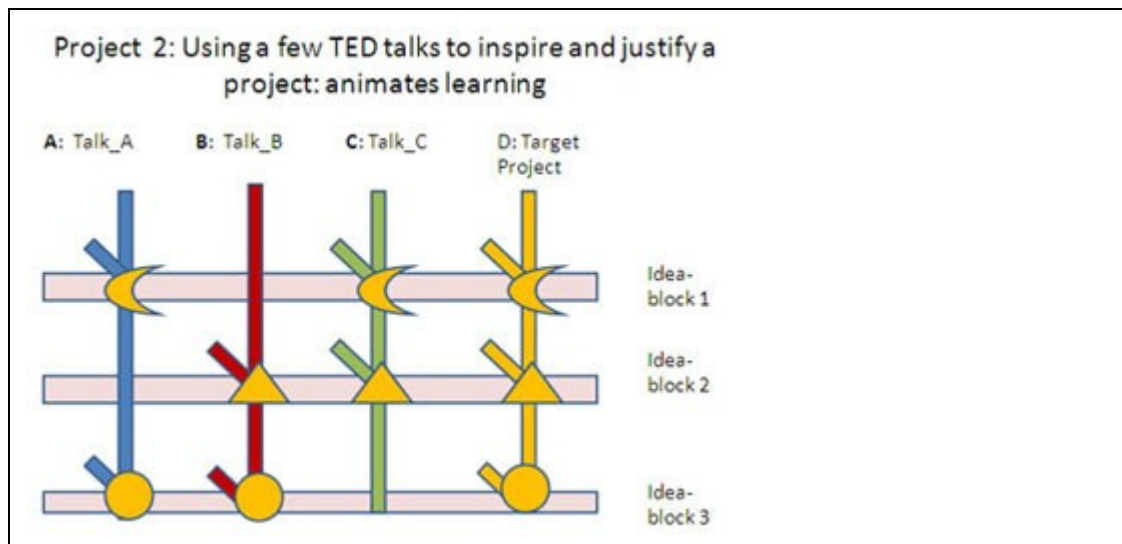 Project 2: Using a few TED talks to inspire and justify a
project: animates learning
A: Talk_A
B: Talk_B
C: Talk_C
D: Target
Project
Idea-
block 1
Idea-
block 2
Idea-
block 3